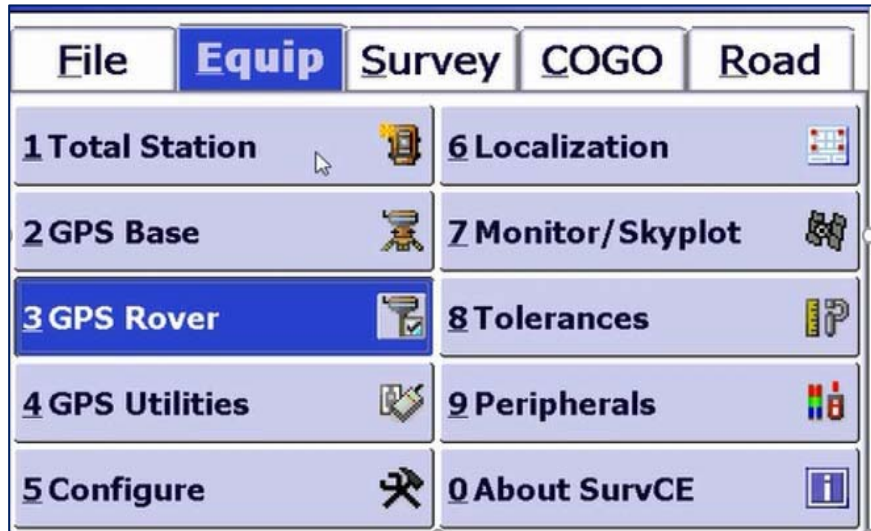 File Equip Survey COGO Road
1 Total Station
2 GPS Base
3 GPS Rover
4 GPS Utilities
5 Configure
6 Localization
7 Monitor/Skyplot
8 Tolerances
9 Peripherals
0 About SurvCE